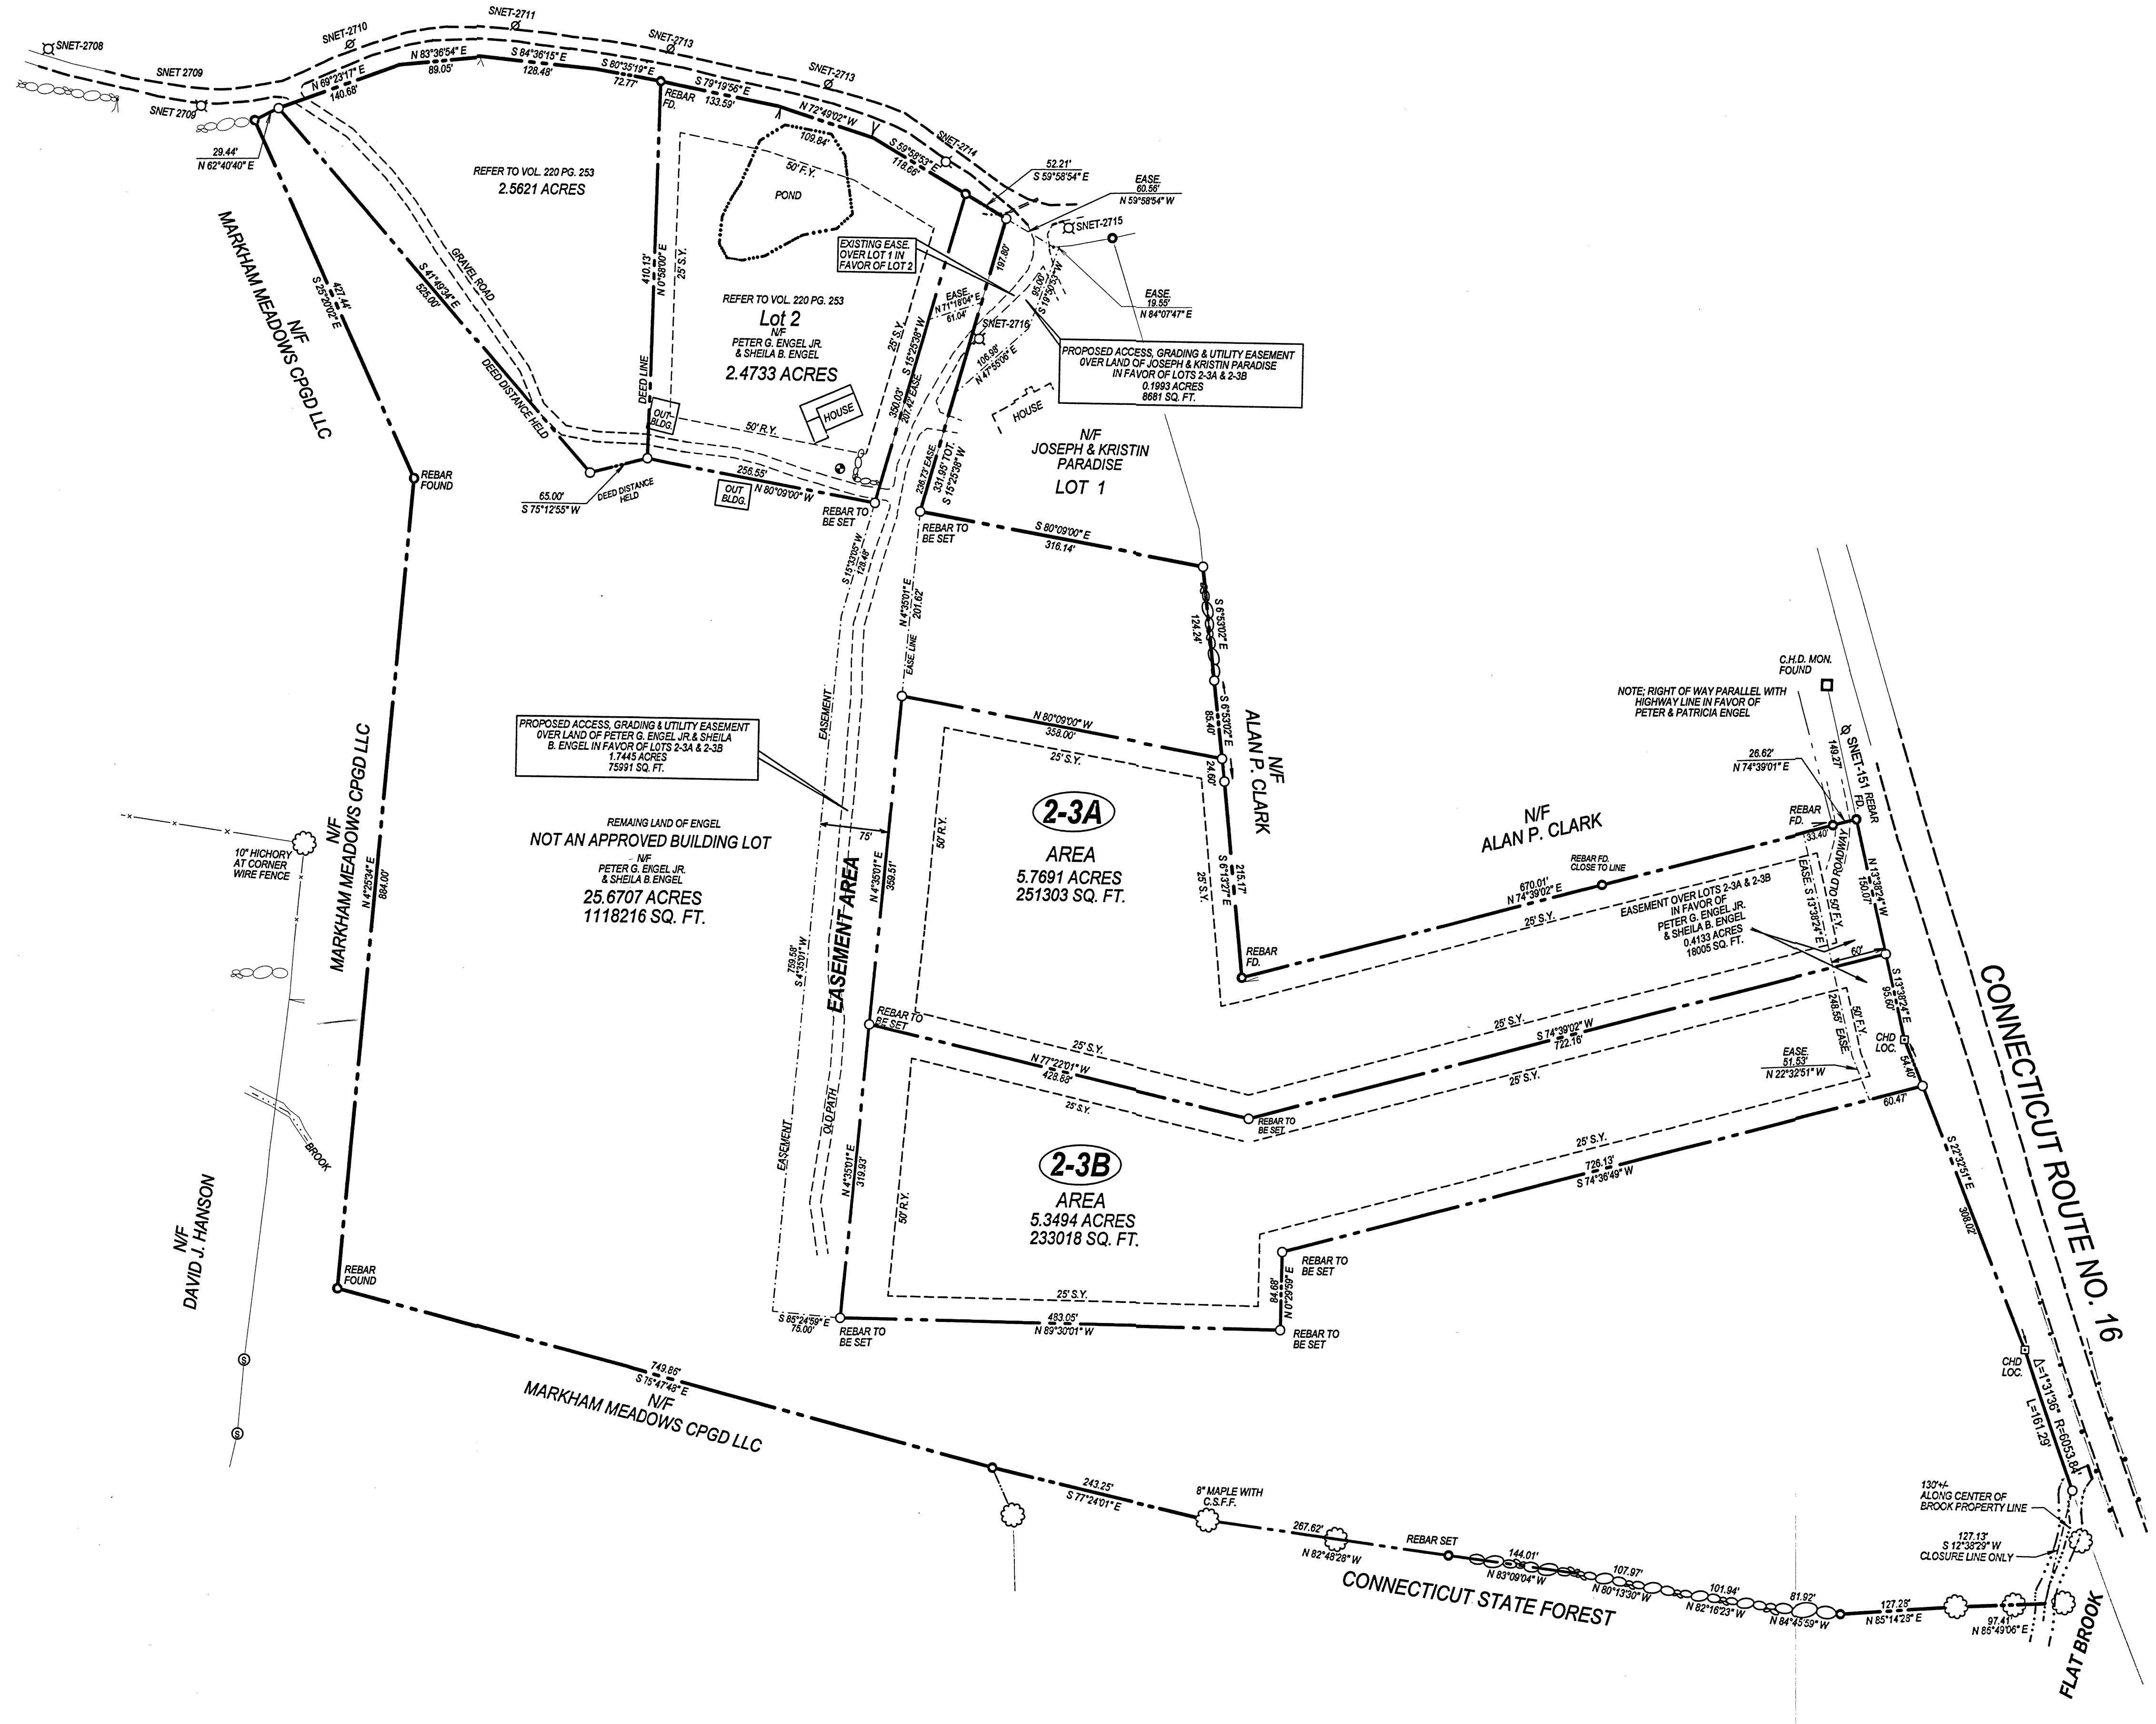 SNET-2708
SNET 2709
SNET 2709
SNET-2710
SNET-2711
SNET-2713
SNET-2713
SNET-2714
SNET-2715
SNET-2716
29.44'
N 62°40'40" E
N 69°23'17" E
140.68'
N 83°36'54" E
89.05'
S 84°36'15" E
128.48'
S 80°35'19" E
72.77'
REBAR
FD.
S 79°19'56" E
133.59'
N 72°49'02" W
109.84'
S 59°58'53" E
118.66'
52.21'
S 59°58'54" E
EASE.
60.56'
N 59°58'54" W
EASE.
19.55'
N 84°07'47" E
95.00'
S 19°50'53" W
REFER TO VOL. 220 PG. 253
2.5621 ACRES
GRAVEL ROAD
S 41°49'34" E
525.00'
DEED DISTANCE HELD
427.44'
S 25°20'02" E
N/F
MARKHAM MEADOWS CPGD LLC
REBAR
FOUND
410.13'
N 0°58'00" E
DEED LINE
25' S.Y.
50' F.Y.
POND
EXISTING EASE.
OVER LOT 1 IN
FAVOR OF LOT 2
REFER TO VOL. 220 PG. 253
Lot 2
N/F
PETER G. ENGEL JR.
& SHEILA B. ENGEL
2.4733 ACRES
HOUSE
OUT-
BLDG.
50' R.Y.
256.55'
N 80°09'00" W
OUT
BLDG.
65.00'
S 75°12'55" W
DEED DISTANCE
HELD
25' S.Y.
S 15°25'38" W
350.03'
207.42' EASE.
EASE.
N 71°18'04" E
61.04'
197.80'
106.98'
N 47°55'06" E
HOUSE
236.73' EASE.
331.95' TOT.
S 15°25'38" W
PROPOSED ACCESS, GRADING & UTILITY EASEMENT
OVER LAND OF JOSEPH & KRISTIN PARADISE
IN FAVOR OF LOTS 2-3A & 2-3B
0.1993 ACRES
8681 SQ. FT.
N/F
JOSEPH & KRISTIN
PARADISE
LOT 1
REBAR TO
BE SET
REBAR TO
BE SET
S 80°09'00" E
316.14'
S 15°33'05" W
128.48'
N 4°35'01" E
201.62'
EASE. LINE
S 6°53'02" E
124.24'
S 6°53'02" E
85.40'
24.60'
N/F
ALAN P. CLARK
N 80°09'00" W
358.00'
25' S.Y.
EASEMENT
PROPOSED ACCESS, GRADING & UTILITY EASEMENT
OVER LAND OF PETER G. ENGEL JR.& SHEILA
B. ENGEL IN FAVOR OF LOTS 2-3A & 2-3B
1.7445 ACRES
75991 SQ. FT.
REMAING LAND OF ENGEL
NOT AN APPROVED BUILDING LOT
N/F
PETER G. ENGEL JR.
& SHEILA B. ENGEL
25.6707 ACRES
1118216 SQ. FT.
75'
N 4°35'01" E
359.51'
EASEMENT AREA
759.58'
S 4°35'01" W
OLD PATH
EASEMENT
50' R.Y.
2-3A
AREA
5.7691 ACRES
251303 SQ. FT.
25' S.Y.
215.17'
S 6°13'27" E
REBAR
FD.
670.01'
N 74°39'02" E
REBAR FD.
CLOSE TO LINE
N/F
ALAN P. CLARK
25' S.Y.
C.H.D. MON.
FOUND
NOTE; RIGHT OF WAY PARALLEL WITH
HIGHWAY LINE IN FAVOR OF
PETER & PATRICIA ENGEL
149.27'
SNET-151
26.62'
N 74°39'01" E
REBAR
FD.
REBAR
FD.
33.40'
OLD ROADWAY
50' F.Y.
EASE. S 13°38'24" E
N 13°38'24" W
150.07'
EASEMENT OVER LOTS 2-3A & 2-3B
IN FAVOR OF
PETER G. ENGEL JR.
& SHEILA B. ENGEL
0.4133 ACRES
18005 SQ. FT.
60'
S 13°38'24" E
95.60'
248.55' EASE.
50' F.Y.
CHD
LOC.
54.40'
EASE.
51.53'
N 22°32'51" W
60.47'
CONNECTICUT ROUTE NO. 16
25' S.Y.
S 74°39'02" W
722.16'
25' S.Y.
REBAR TO
BE SET
25' S.Y.
N 77°22'01" W
428.88'
25' S.Y.
REBAR TO
BE SET
N 4°35'01" E
319.93'
50' R.Y.
2-3B
AREA
5.3494 ACRES
233018 SQ. FT.
25' S.Y.
726.13'
S 74°36'49" W
REBAR TO
BE SET
84.68'
N 0°29'59" E
25' S.Y.
483.05'
N 89°30'01" W
REBAR TO
BE SET
REBAR TO
BE SET
S 85°24'59" E
75.00'
10" HICHORY
AT CORNER
WIRE FENCE
N/F
MARKHAM MEADOWS CPGD LLC
N 4°25'34" E
884.00'
BROOK
N/F
DAVID J. HANSON
S
S
REBAR
FOUND
749.86'
S 75°47'48" E
N/F
MARKHAM MEADOWS CPGD LLC
243.25'
S 77°24'01" E
8" MAPLE WITH
C.S.F.F.
267.62'
N 82°48'28" W
REBAR SET
144.01'
N 83°09'04" W
107.97'
N 80°13'30" W
101.94'
N 82°16'23" W
81.92'
N 84°45'59" W
127.28'
N 85°14'28" E
97.41'
N 85°49'06" E
CONNECTICUT STATE FOREST
S 22°32'51" E
308.02'
CHD
LOC.
Δ=1°31'36" R=6053.84'
L=161.29'
130'+/-
ALONG CENTER OF
BROOK PROPERTY LINE
127.13'
S 12°38'29" W
CLOSURE LINE ONLY
FLAT BROOK